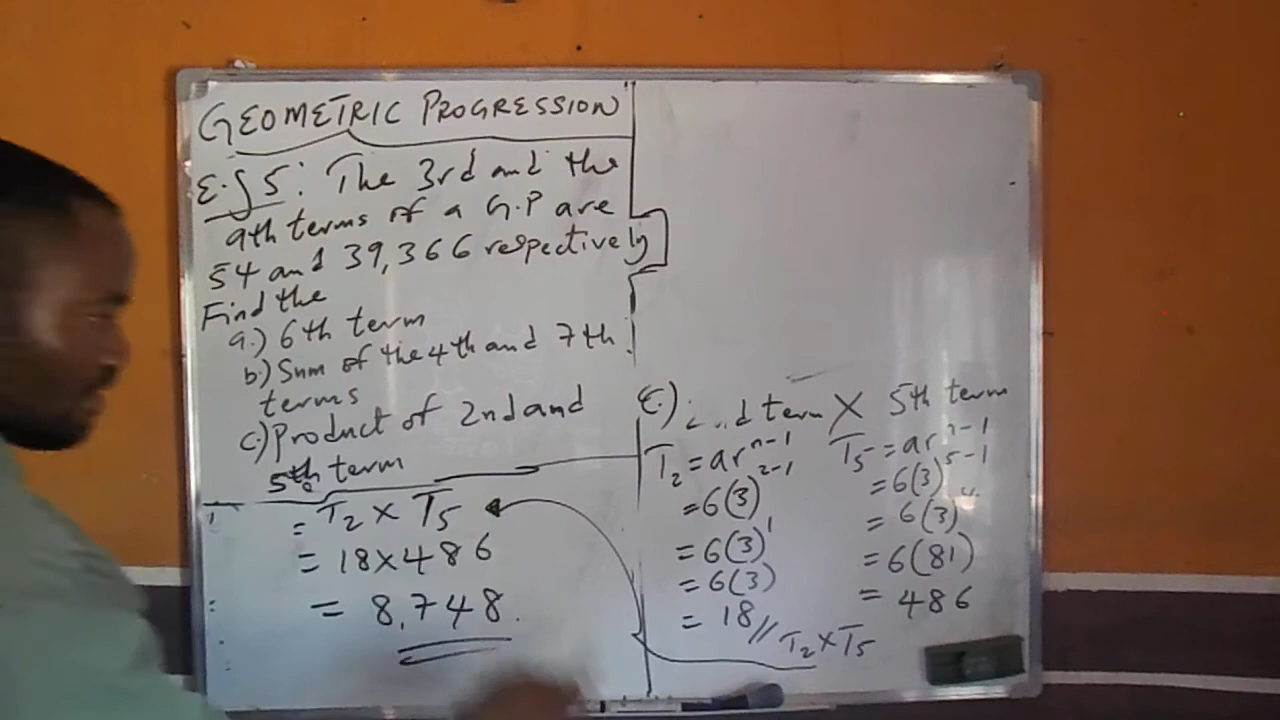 GEOMETRIC PROGRESSION
E.g 5: The 3rd and the
9th terms of a G.P are
54 and 39,366 respectively
Find the
a.) 6th term
b.) Sum of the 4th and 7th
terms
c.) Product of 2nd and
5th term
= T₂ × T₅
= 18×486
= 8,748.
term × 5th term
T₂ = arⁿ⁻¹
=6(3)²⁻¹
=6(3)¹
=6(3)
= 18//
T₅ = arⁿ⁻¹
=6(3)⁵⁻¹
=6(3)
=6(81)
= 486
T₂×T₅